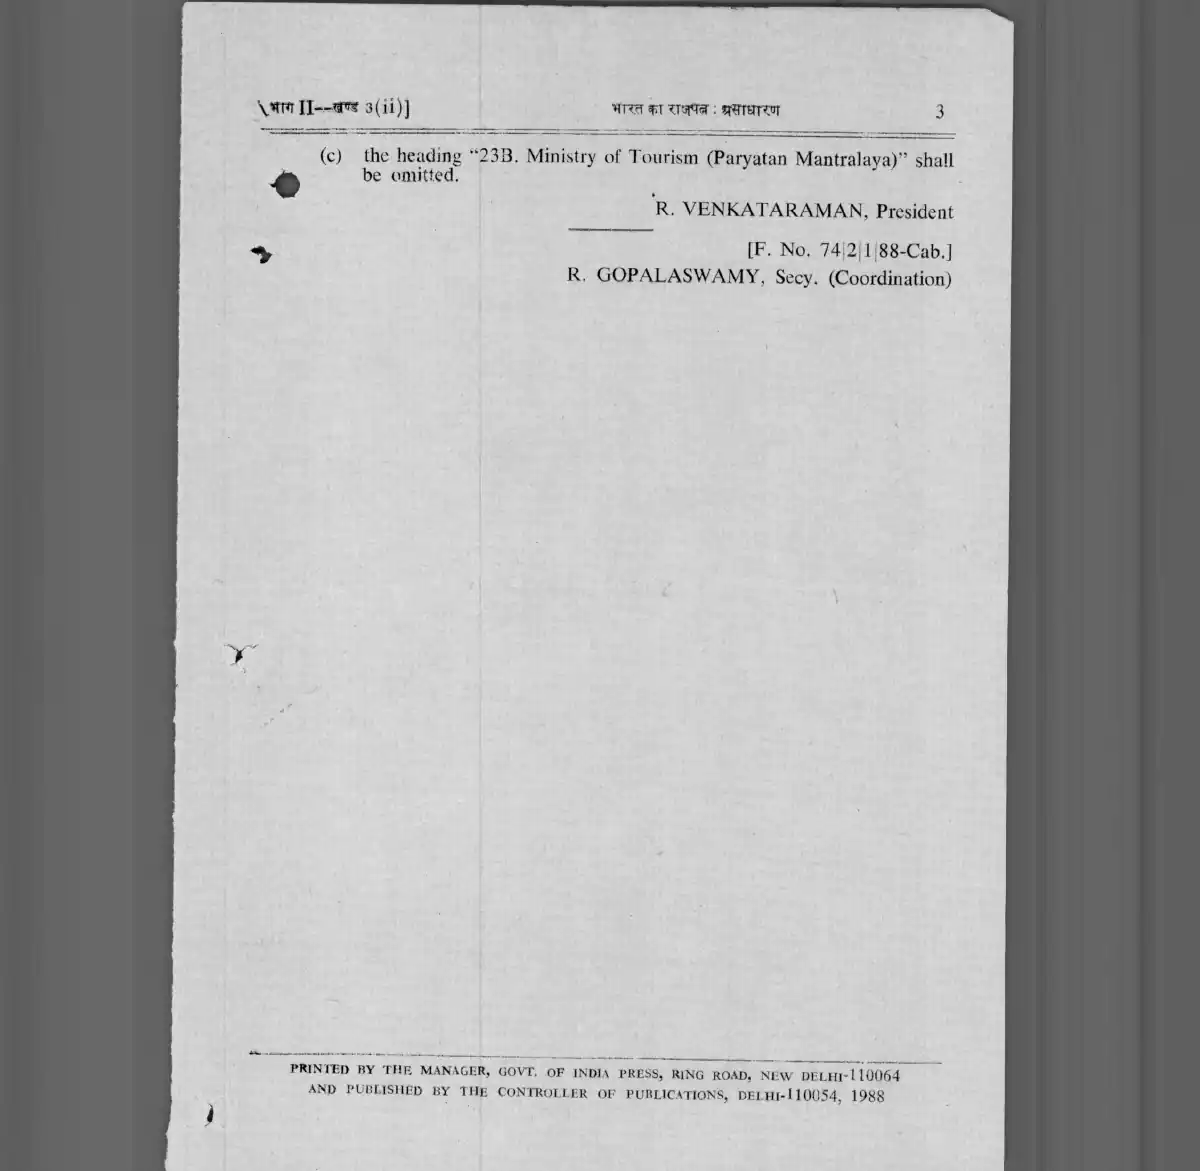 \भाग II--खण्ड 3(ii)] भारत का राजपत्र : असाधारण 3
(c) the heading "23B. Ministry of Tourism (Paryatan Mantralaya)" shall
be omitted.
R. VENKATARAMAN, President
[F. No. 74|2|1|88-Cab.]
R. GOPALASWAMY, Secy. (Coordination)
PRINTED BY THE MANAGER, GOVT. OF INDIA PRESS, RING ROAD, NEW DELHI-110064
AND PUBLISHED BY THE CONTROLLER OF PUBLICATIONS, DELHI-110054, 1988